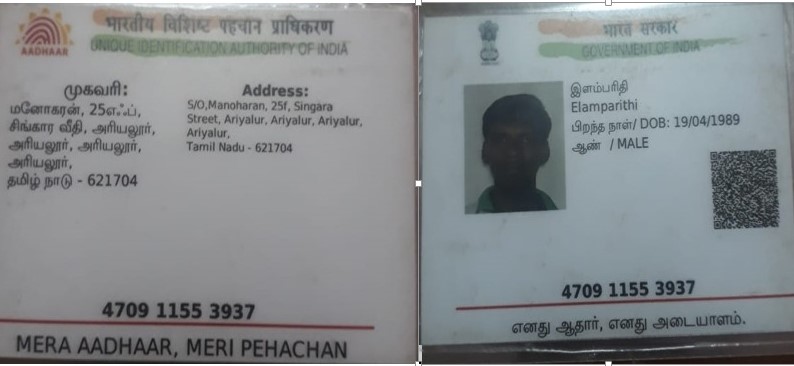 भारतीय विशिष्ट पहचान प्राधिकरण
AADHAAR
UNIQUE IDENTIFICATION AUTHORITY OF INDIA
முகவரி:
மனோகரன், 25எஃப்,
சிங்கார வீதி, அரியலூர்,
அரியலூர், அரியலூர்,
அரியலூர்,
தமிழ் நாடு - 621704
Address:
S/O,Manoharan, 25f, Singara
Street, Ariyalur, Ariyalur, Ariyalur,
Ariyalur,
Tamil Nadu - 621704
4709 1155 3937
MERA AADHAAR, MERI PEHACHAN
भारत सरकार
GOVERNMENT OF INDIA
இளம்பரிதி
Elamparithi
பிறந்த நாள்/ DOB: 19/04/1989
ஆண் / MALE
4709 1155 3937
எனது ஆதார், எனது அடையாளம்.